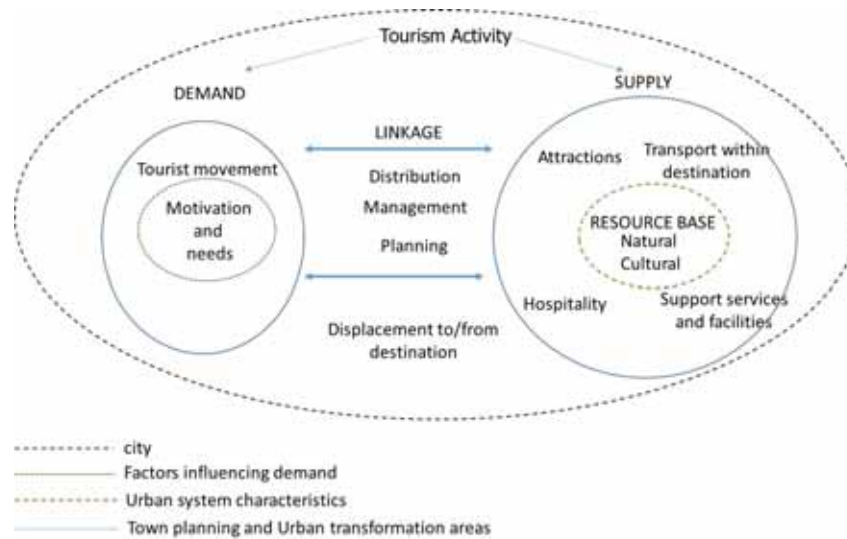 Tourism Activity
DEMAND
SUPPLY
LINKAGE
Tourist movement
Motivation
and
needs
Distribution
Management
Planning
Displacement to/from
destination
Attractions
Transport within
destination
RESOURCE BASE
Natural
Cultural
Hospitality
Support services
and facilities
city
Factors influencing demand
Urban system characteristics
Town planning and Urban transformation areas